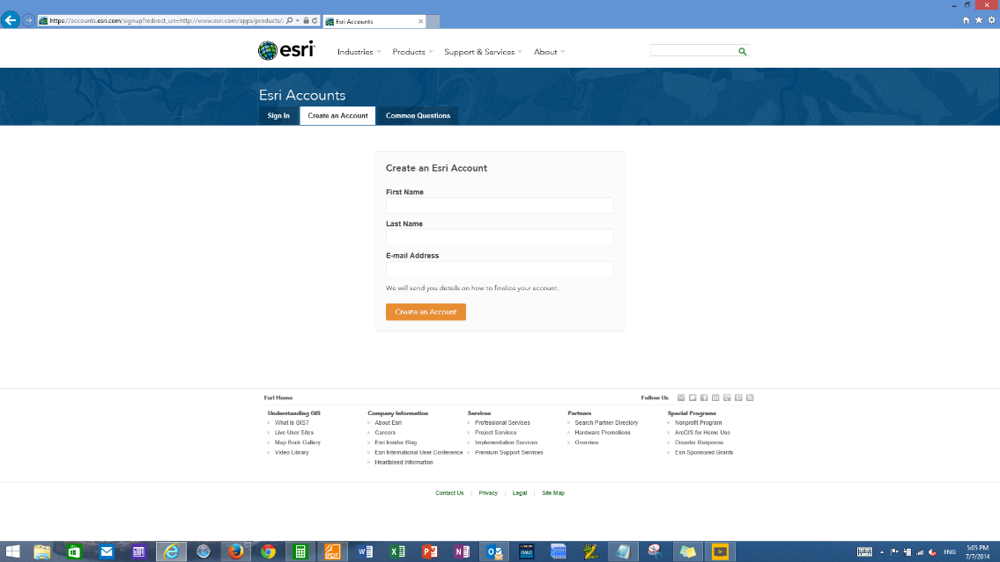 https://accounts.esri.com/signup?redirect_uri=http://www.esri.com/apps/products/
Esri Accounts
esri
Industries
Products
Support & Services
About
Esri Accounts
Sign In
Create an Account
Common Questions
Create an Esri Account
First Name
Last Name
E-mail Address
We will send you details on how to finalize your account.
Create an Account
Esri Home
Follow Us
Understanding GIS
What is GIS?
Live User Sites
Map Book Gallery
Video Library
Company Information
About Esri
Careers
Esri Insider Blog
Esri International User Conference
Heartbleed Information
Services
Professional Services
Project Services
Implementation Services
Premium Support Services
Partners
Search Partner Directory
Hardware Promotions
Overview
Special Programs
Nonprofit Program
ArcGIS for Home Use
Disaster Response
Esri-Sponsored Grants
Contact Us | Privacy | Legal | Site Map
PDF
ENG
5:05 PM
7/7/2014